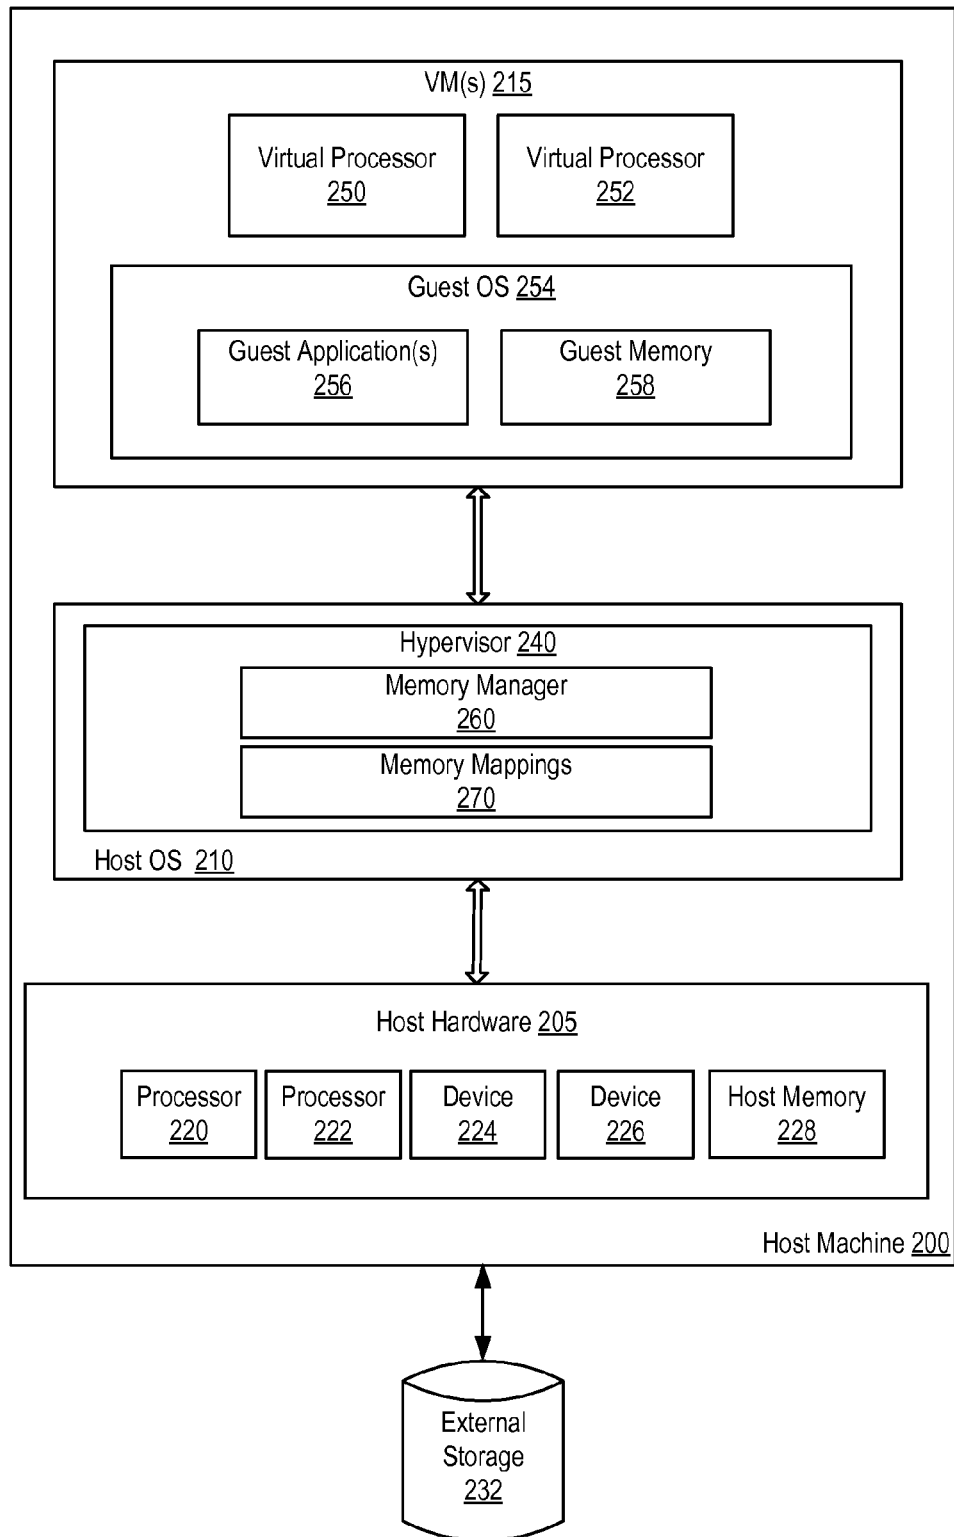 VM(s) 215
Virtual Processor
250
Virtual Processor
252
Guest OS 254
Guest Application(s)
256
Guest Memory
258
Hypervisor 240
Memory Manager
260
Memory Mappings
270
Host OS 210
Host Hardware 205
Processor
220
Processor
222
Device
224
Device
226
Host Memory
228
Host Machine 200
External
Storage
232